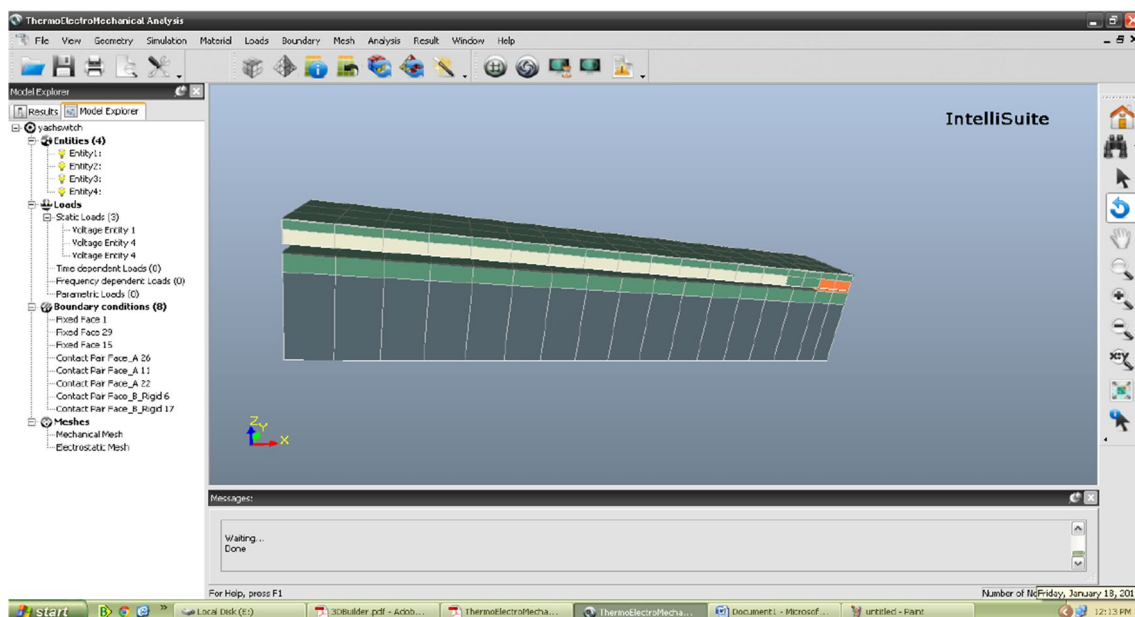 ThermoElectroMechanical Analysis
File View Geometry Simulation Material Loads Boundary Mesh Analysis Result Window Help
Model Explorer
Results Model Explorer
yashswitch
Entities (4)
Entity1:
Entity2:
Entity3:
Entity4:
Loads
Static Loads (3)
Voltage Entity 1
Voltage Entity 4
Voltage Entity 4
Time dependent Loads (0)
Frequency dependent Loads (0)
Parametric Loads (0)
Boundary conditions (8)
Fixed Face 1
Fixed Face 29
Fixed Face 15
Contact Pair Face_A 26
Contact Pair Face_A 11
Contact Pair Face_A 22
Contact Pair Face_B_Rigid 6
Contact Pair Face_B_Rigid 17
Meshes
Mechanical Mesh
Electrostatic Mesh
IntelliSuite
Z Y X
x:y
Messages:
Waiting...
Done
For Help, press F1
Number of Friday, January 18, 201
start
Local Disk (E:)
3DBuilder.pdf - Adob...
ThermoElectroMecha...
ThermoElectroMecha...
Document1 - Microsof...
untitled - Paint
12:13 PM